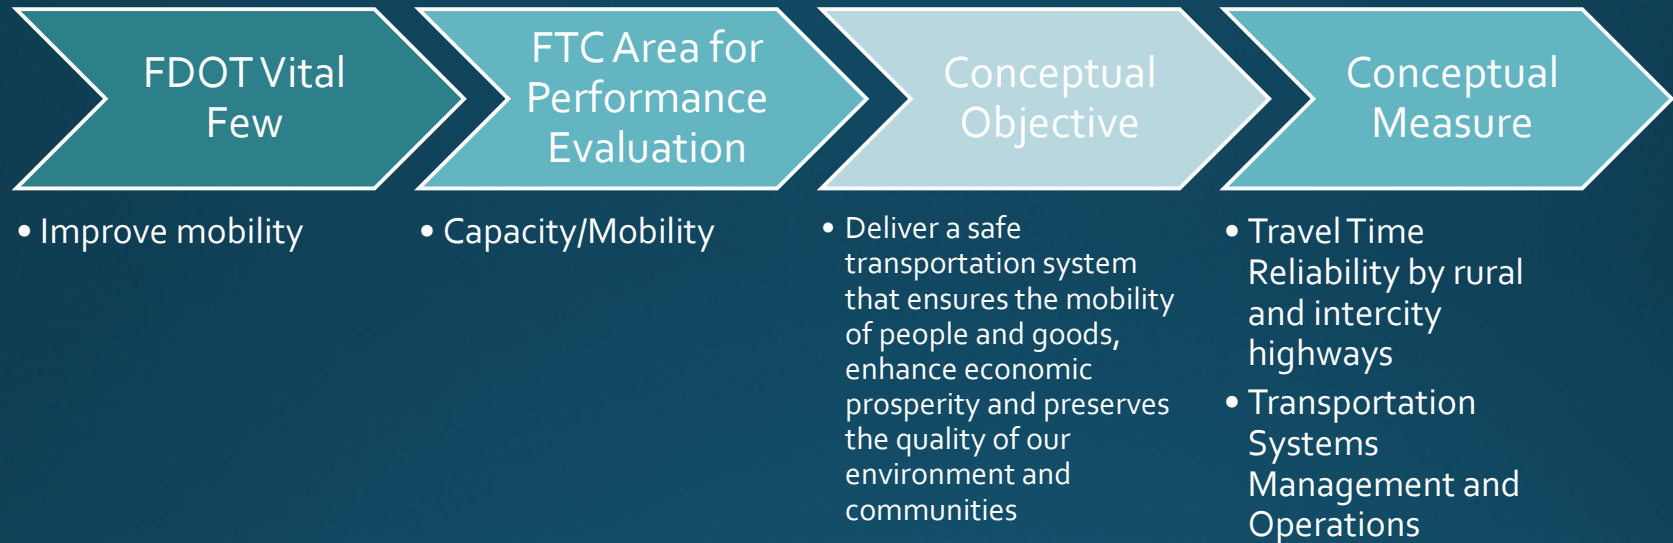 FDOT Vital
Few
FTC Area for
Performance
Evaluation
Conceptual
Objective
Conceptual
Measure
• Improve mobility
• Capacity/Mobility
• Deliver a safe
transportation system
that ensures the mobility
of people and goods,
enhance economic
prosperity and preserves
the quality of our
environment and
communities
• Travel Time
Reliability by rural
and intercity
highways
• Transportation
Systems
Management and
Operations